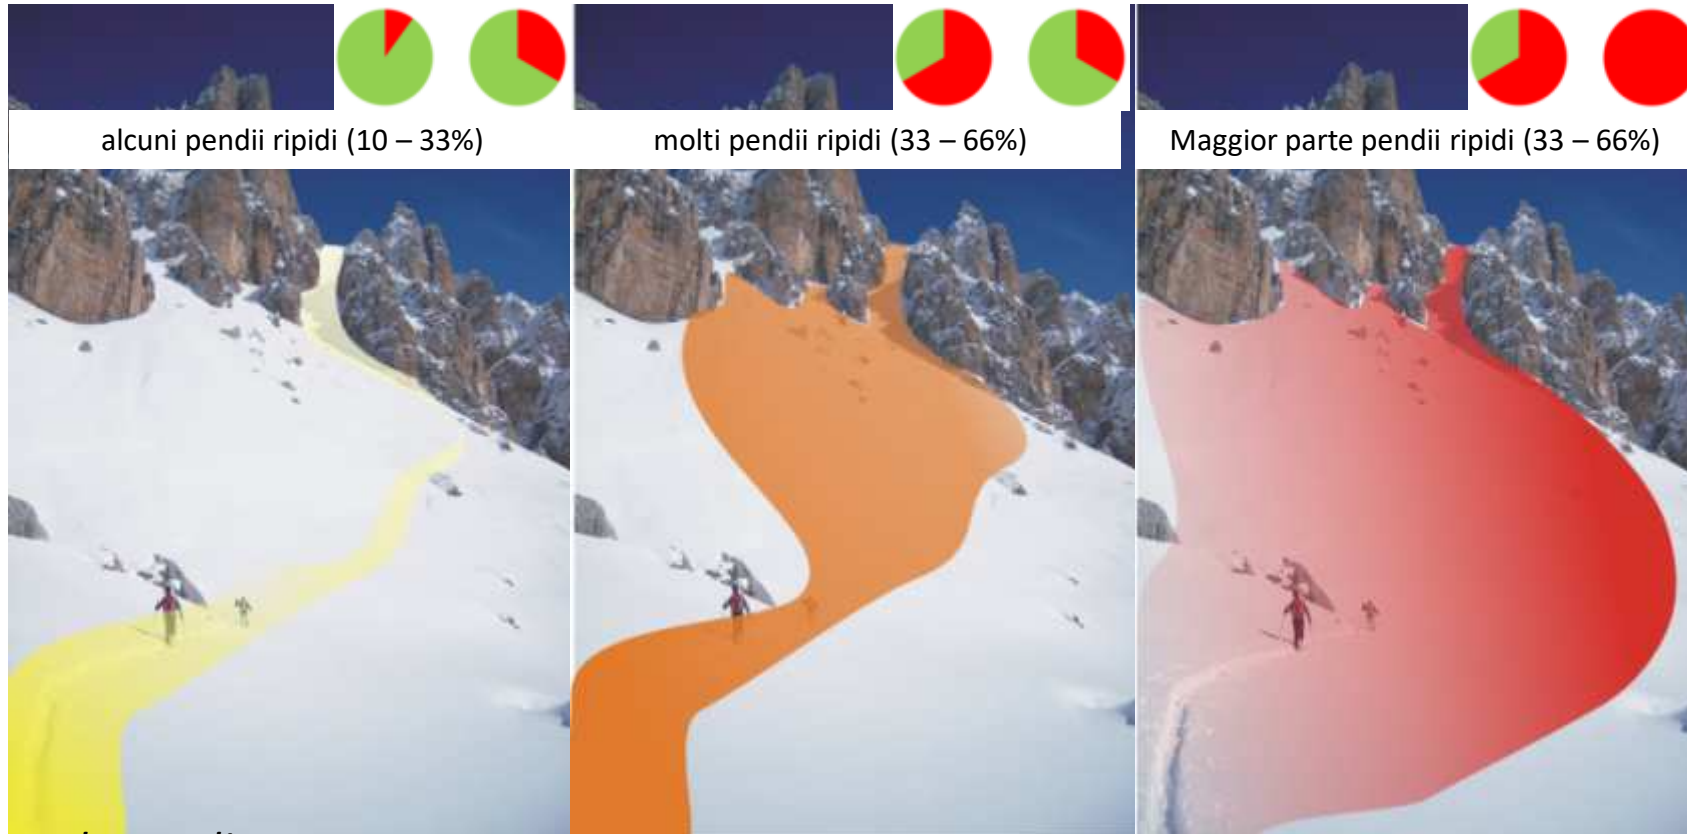 alcuni pendii ripidi (10 – 33%)
molti pendii ripidi (33 – 66%)
Maggior parte pendii ripidi (33 – 66%)